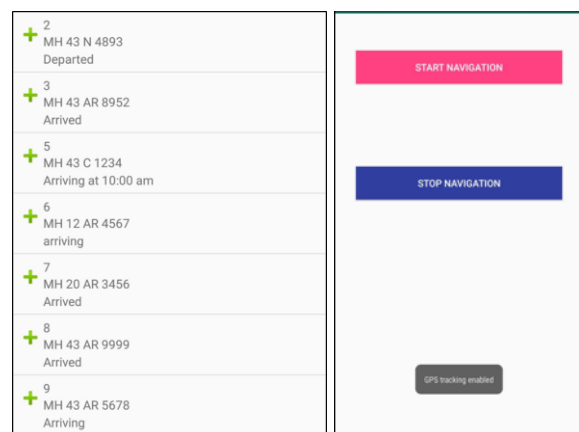 2
MH 43 N 4893
Departed
3
MH 43 AR 8952
Arrived
5
MH 43 C 1234
Arriving at 10:00 am
6
MH 12 AR 4567
arriving
7
MH 20 AR 3456
Arrived
8
MH 43 AR 9999
Arrived
9
MH 43 AR 5678
Arriving
START NAVIGATION
STOP NAVIGATION
GPS tracking enabled